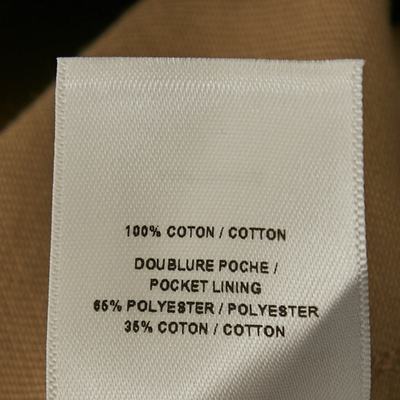 100% COTON / COTTON
DOUBLURE POCHE /
POCKET LINING
65% POLYESTER / POLYESTER
35% COTON / COTTON